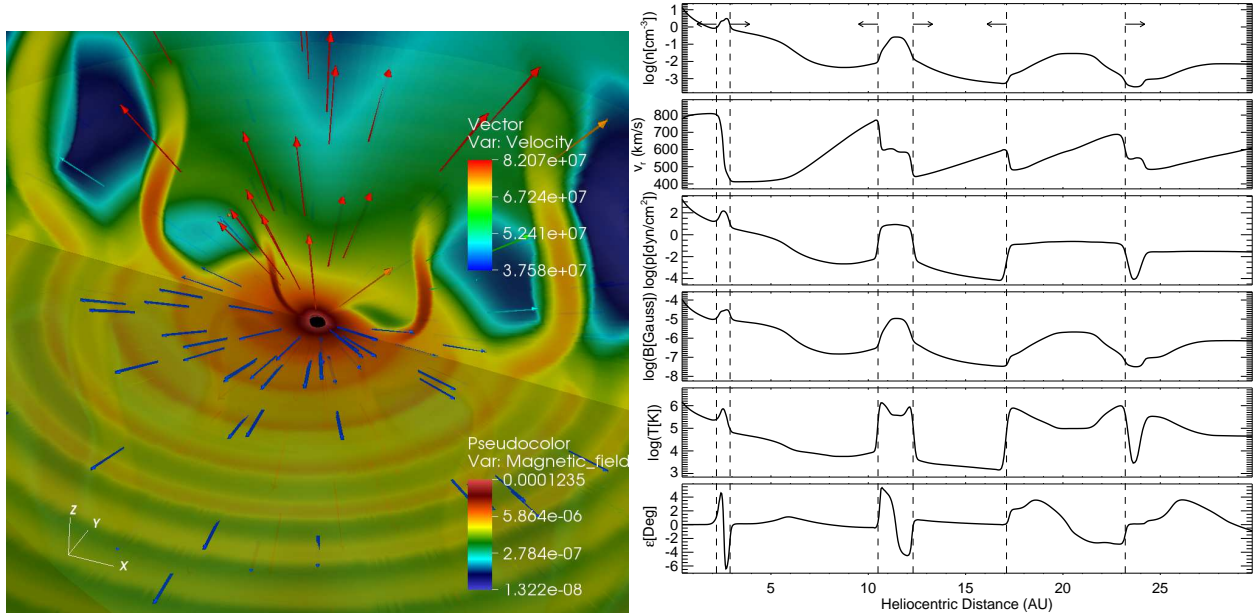 Vector
Var: Velocity
8.207e+07
6.724e+07
5.241e+07
3.758e+07
Pseudocolor
Var: Magnetic_field
0.0001235
5.864e-06
2.784e-07
1.322e-08
Z
Y
X
log(n[cm⁻³])
1
0
-1
-2
-3
v_r (km/s)
800
700
600
500
400
log(p[dyn/cm²])
2
0
-2
-4
log(B[Gauss])
-4
-5
-6
-7
-8
log(T[K])
6
5
4
3
ε[Deg]
4
2
0
-2
-4
-6
5 10 15 20 25
Heliocentric Distance (AU)